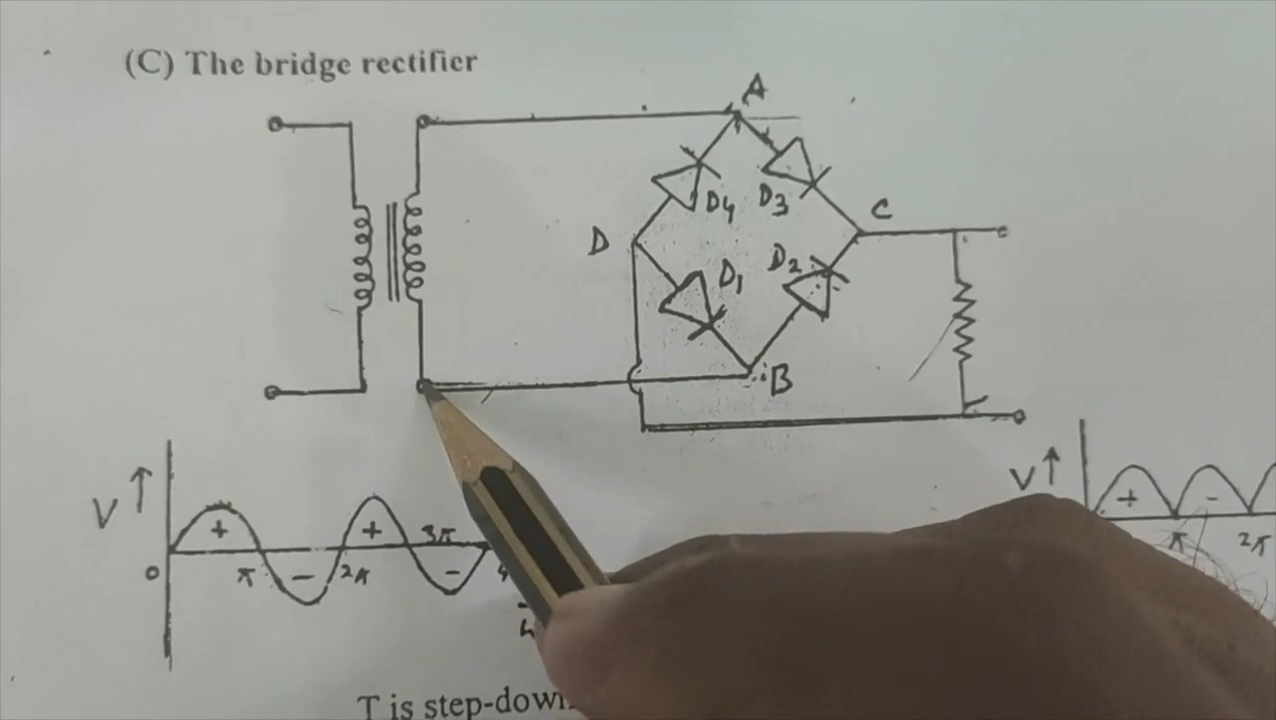 (C) The bridge rectifier
A
D4 D3
C
D
D1 D2
B
V
+ +
3π
0 π - 2π -
V
+ -
π 2π
T is step-down